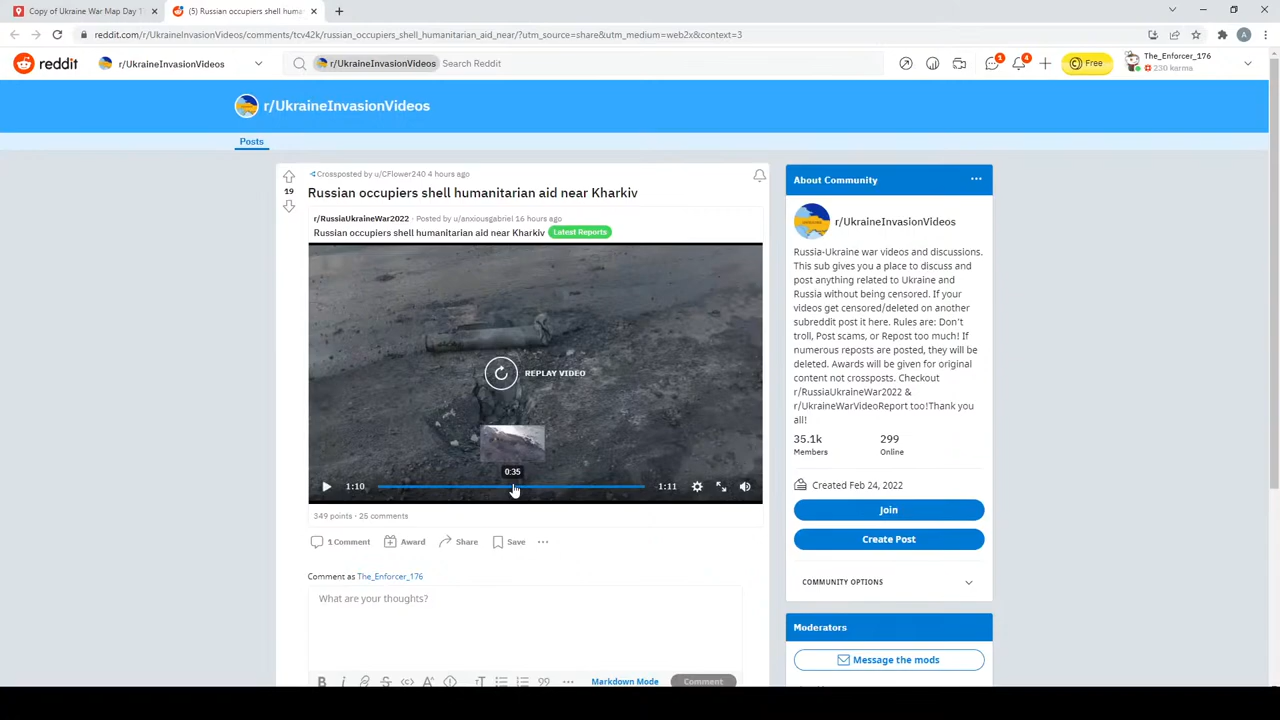 Copy of Ukraine War Map Day 1
(5) Russian occupiers shell huma
reddit.com/r/UkraineInvasionVideos/comments/tcv42k/russian_occupiers_shell_humanitarian_aid_near/?utm_source=share&utm_medium=web2x&context=3
A
reddit
r/UkraineInvasionVideos
r/UkraineInvasionVideos
Search Reddit
1
4
Free
The_Enforcer_176
230 karma
r/UkraineInvasionVideos
Posts
Crossposted by u/CFlower240 4 hours ago
19
Russian occupiers shell humanitarian aid near Kharkiv
r/RussiaUkraineWar2022 · Posted by u/anxiousgabriel 16 hours ago
Russian occupiers shell humanitarian aid near Kharkiv Latest Reports
REPLAY VIDEO
0:35
1:10
1:11
349 points · 25 comments
1 Comment
Award
Share
Save
Comment as The_Enforcer_176
What are your thoughts?
Markdown Mode
Comment
About Community
r/UkraineInvasionVideos
Russia-Ukraine war videos and discussions.
This sub gives you a place to discuss and
post anything related to Ukraine and
Russia without being censored. If your
videos get censored/deleted on another
subreddit post it here. Rules are: Don't
troll, Post scams, or Repost too much! If
numerous reposts are posted, they will be
deleted. Awards will be given for original
content not crossposts. Checkout
r/RussiaUkraineWar2022 &
r/UkraineWarVideoReport too!Thank you
all!
35.1k
299
Members
Online
Created Feb 24, 2022
Join
Create Post
COMMUNITY OPTIONS
Moderators
Message the mods